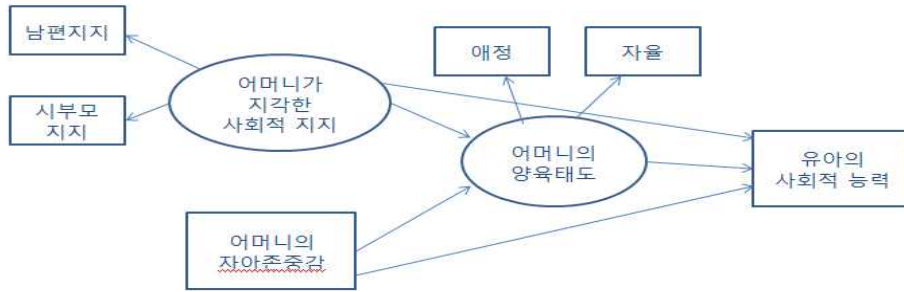 남편지지
애정
자율
어머니가
지각한
사회적 지지
시부모
지지
어머니의
양육태도
유아의
사회적 능력
어머니의
자아존중감